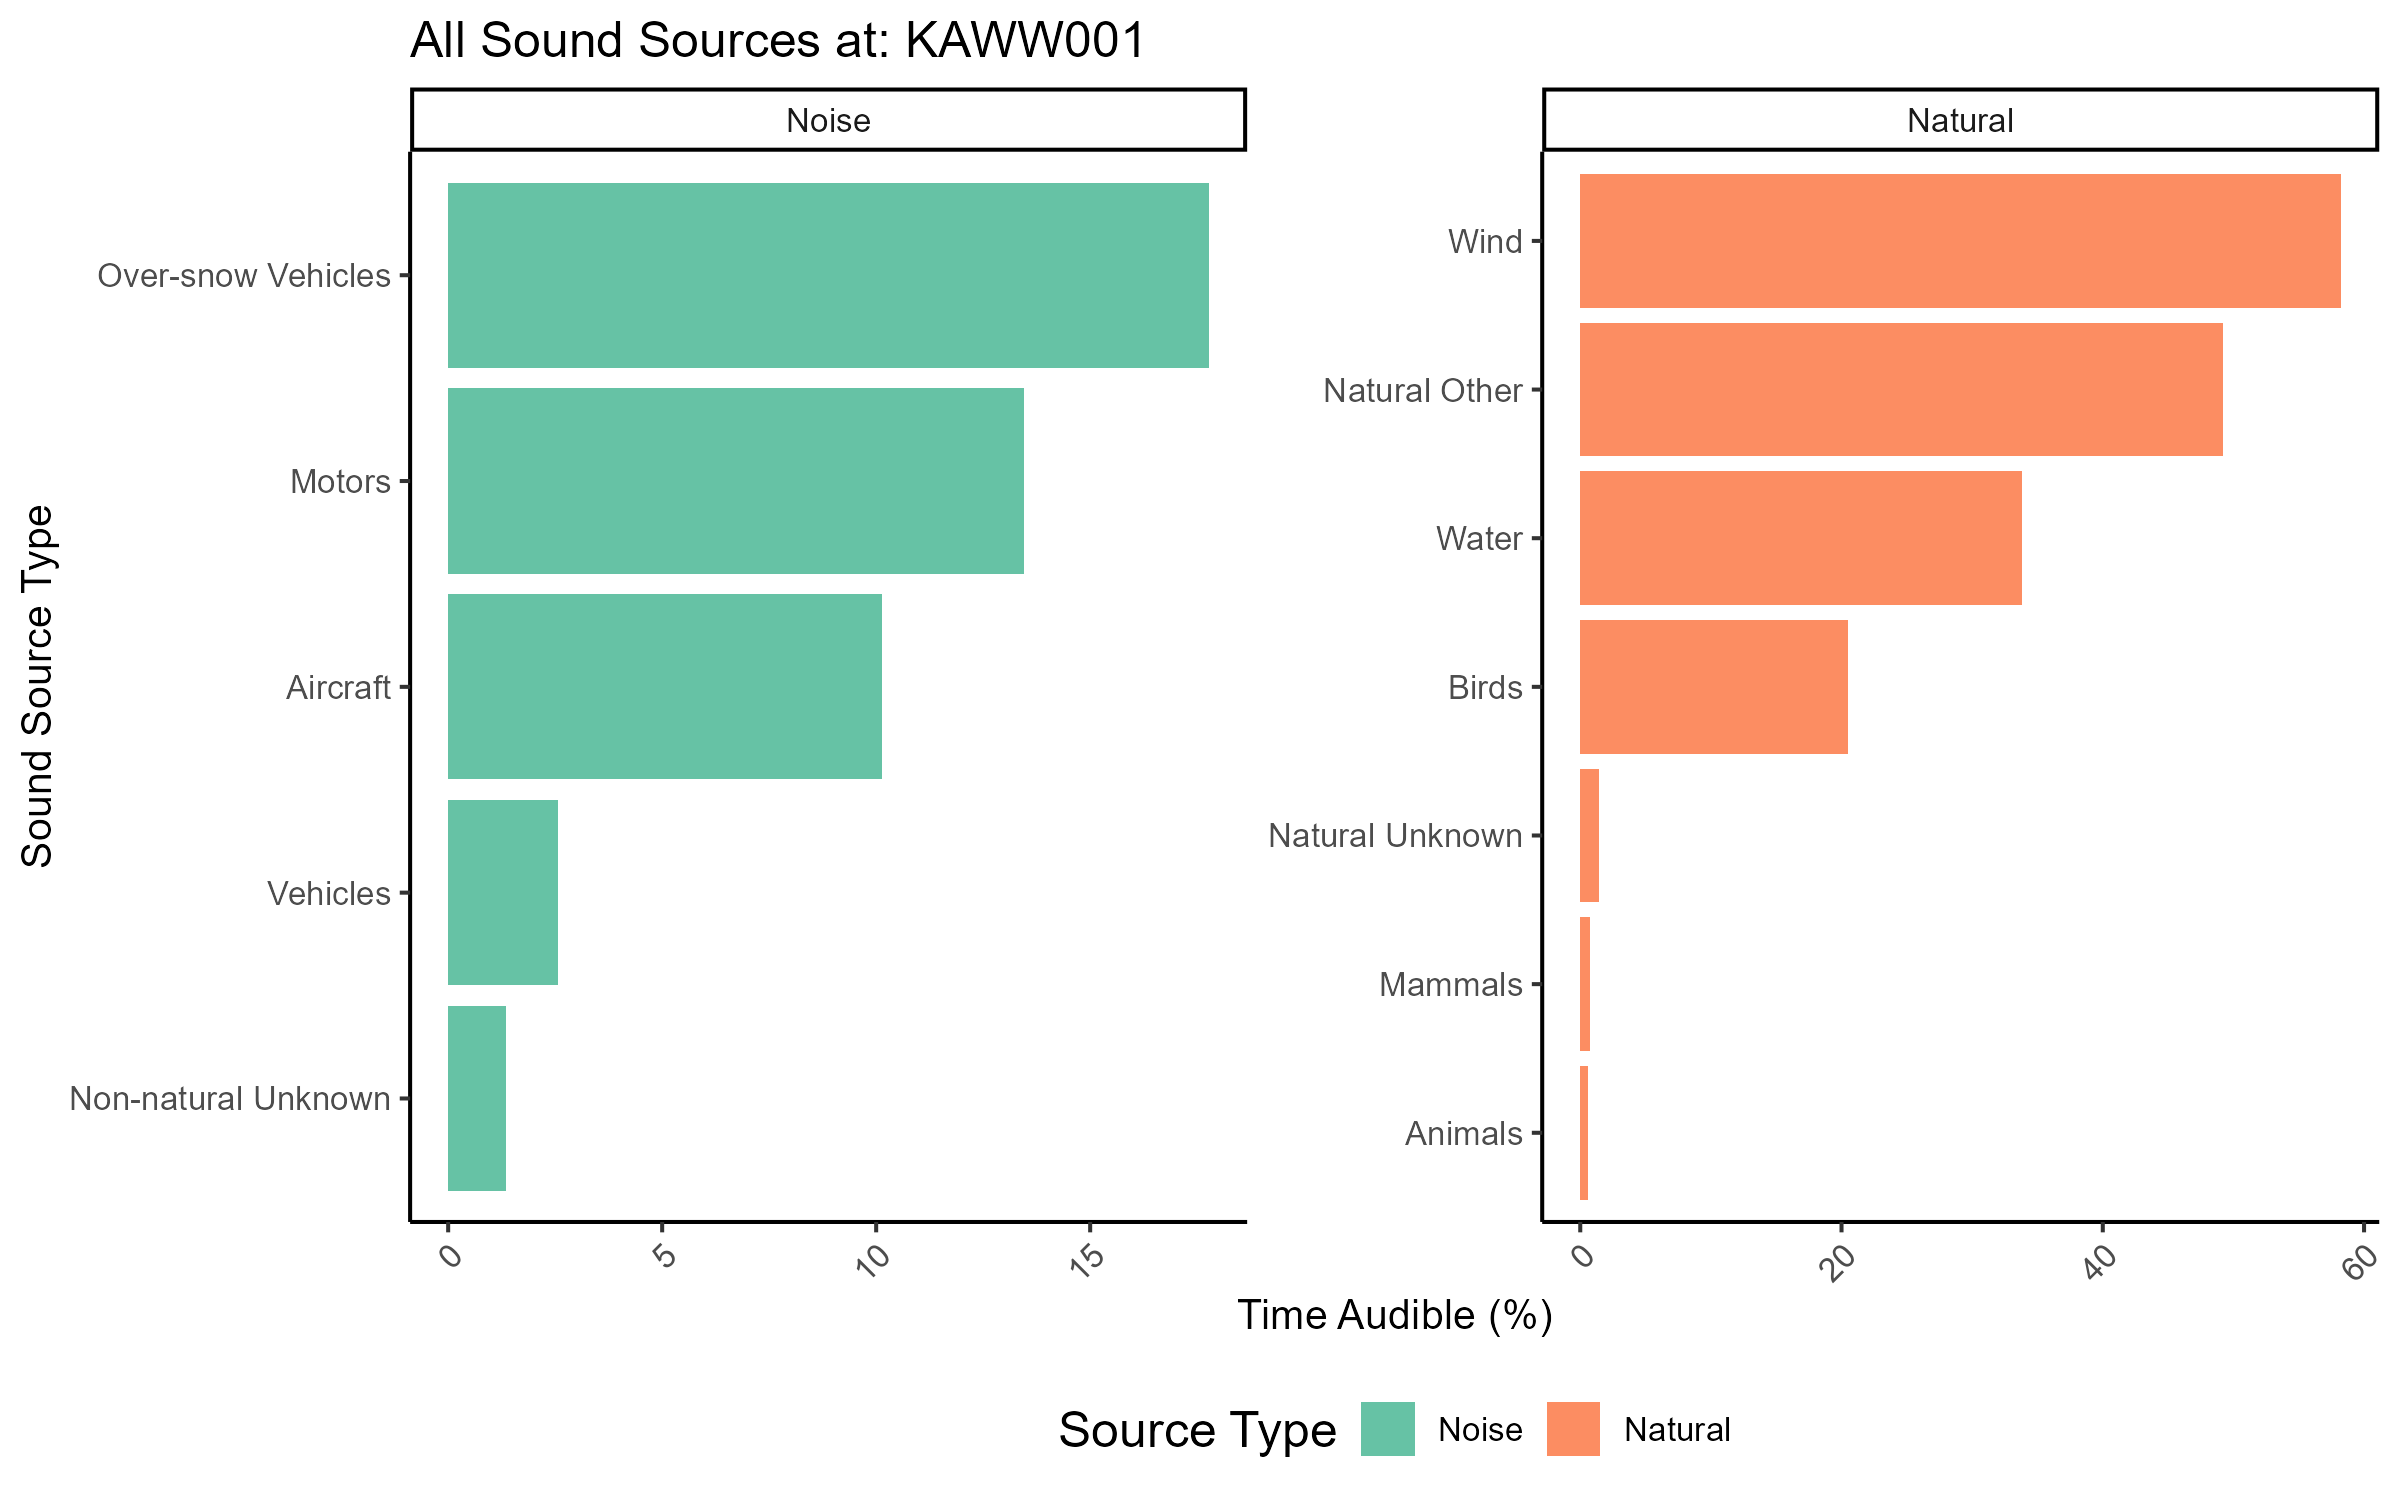 All Sound Sources at: KAWW001
Noise
Natural
Sound Source Type
Over-snow Vehicles
Motors
Aircraft
Vehicles
Non-natural Unknown
Wind
Natural Other
Water
Birds
Natural Unknown
Mammals
Animals
0 5 10 15
0 20 40 60
Time Audible (%)
Source Type Noise Natural